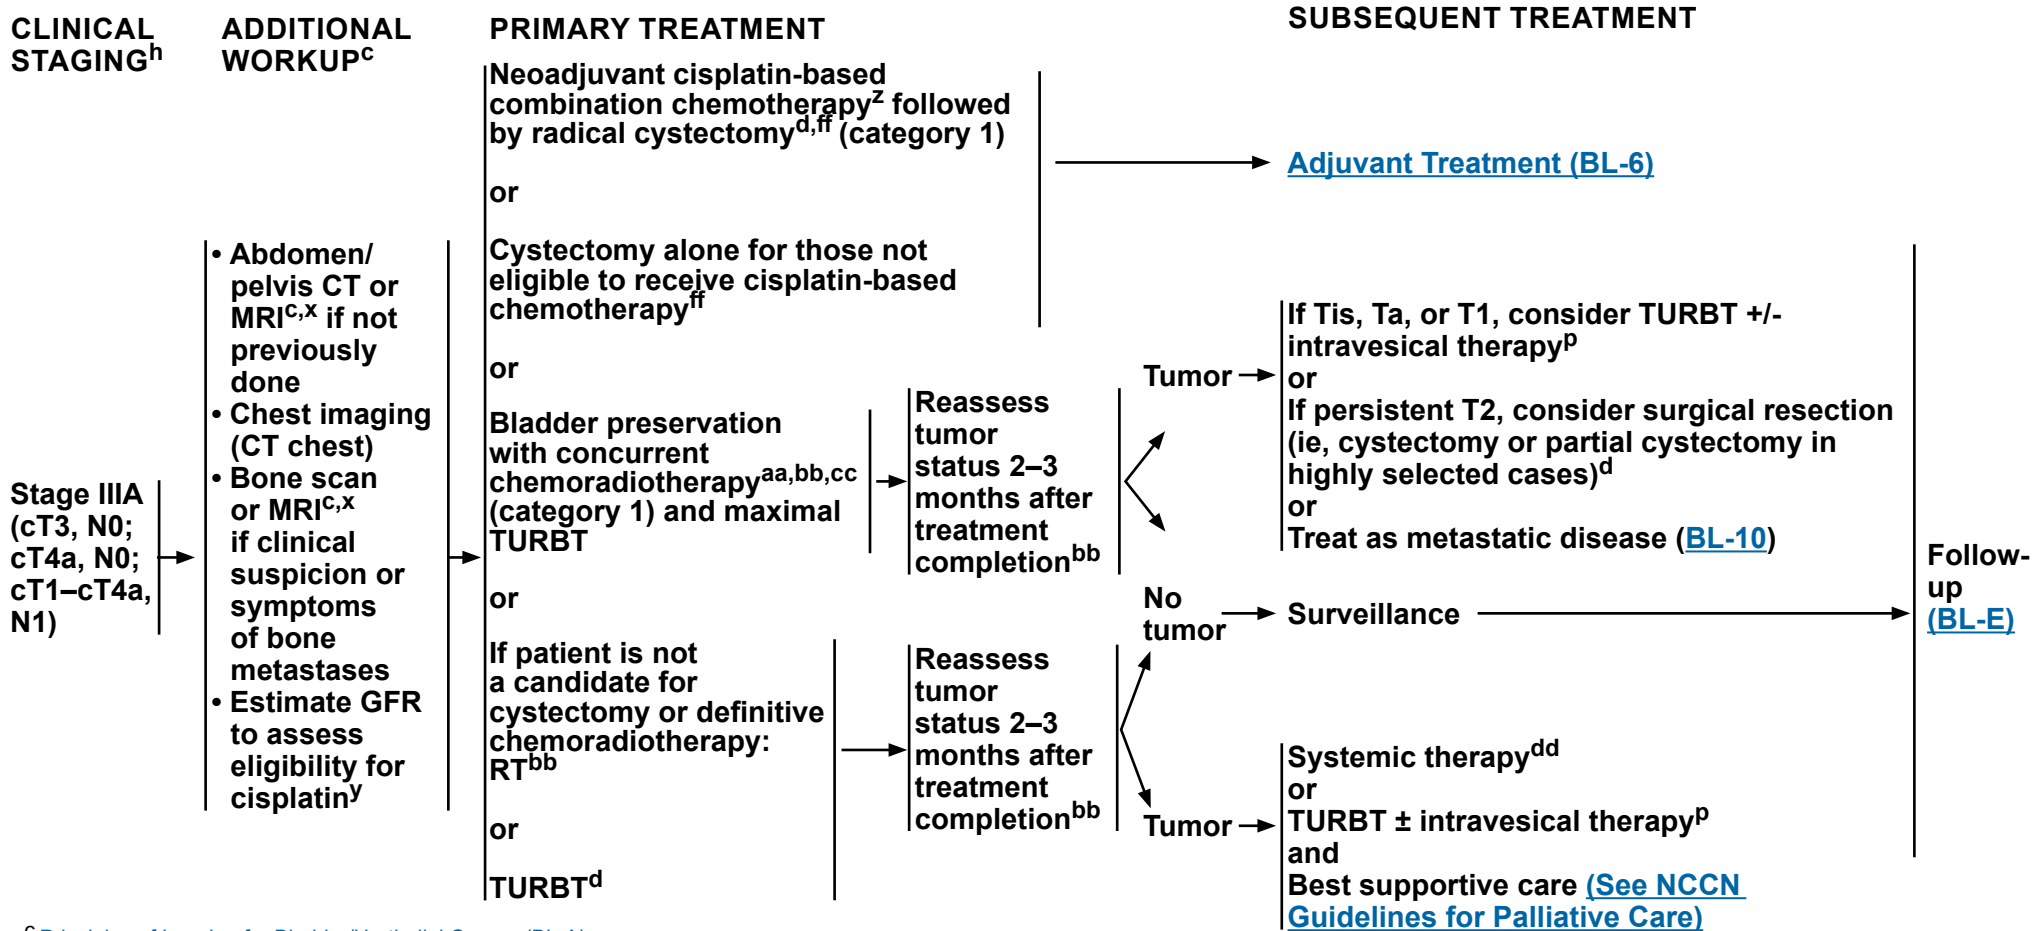 CLINICAL
STAGINGh
ADDITIONAL
WORKUPc
PRIMARY TREATMENT
SUBSEQUENT TREATMENT
Stage IIIA
(cT3, N0;
cT4a, N0;
cT1–cT4a,
N1)
• Abdomen/
pelvis CT or
MRIc,x if not
previously
done
• Chest imaging
(CT chest)
• Bone scan
or MRIc,x
if clinical
suspicion or
symptoms
of bone
metastases
• Estimate GFR
to assess
eligibility for
cisplatiny
Neoadjuvant cisplatin-based
combination chemotherapyz followed
by radical cystectomyd,ff (category 1)
or
Cystectomy alone for those not
eligible to receive cisplatin-based
chemotherapyff
or
Bladder preservation
with concurrent
chemoradiotherapyaa,bb,cc
(category 1) and maximal
TURBT
or
If patient is not
a candidate for
cystectomy or definitive
chemoradiotherapy:
RTbb
or
TURBTd
Reassess
tumor
status 2–3
months after
treatment
completionbb
Reassess
tumor
status 2–3
months after
treatment
completionbb
Tumor
No
tumor
Tumor
Adjuvant Treatment (BL-6)
If Tis, Ta, or T1, consider TURBT +/-
intravesical therapyp
or
If persistent T2, consider surgical resection
(ie, cystectomy or partial cystectomy in
highly selected cases)d
or
Treat as metastatic disease (BL-10)
Surveillance
Systemic therapydd
or
TURBT ± intravesical therapyp
and
Best supportive care (See NCCN
Guidelines for Palliative Care)
Follow-
up
(BL-E)